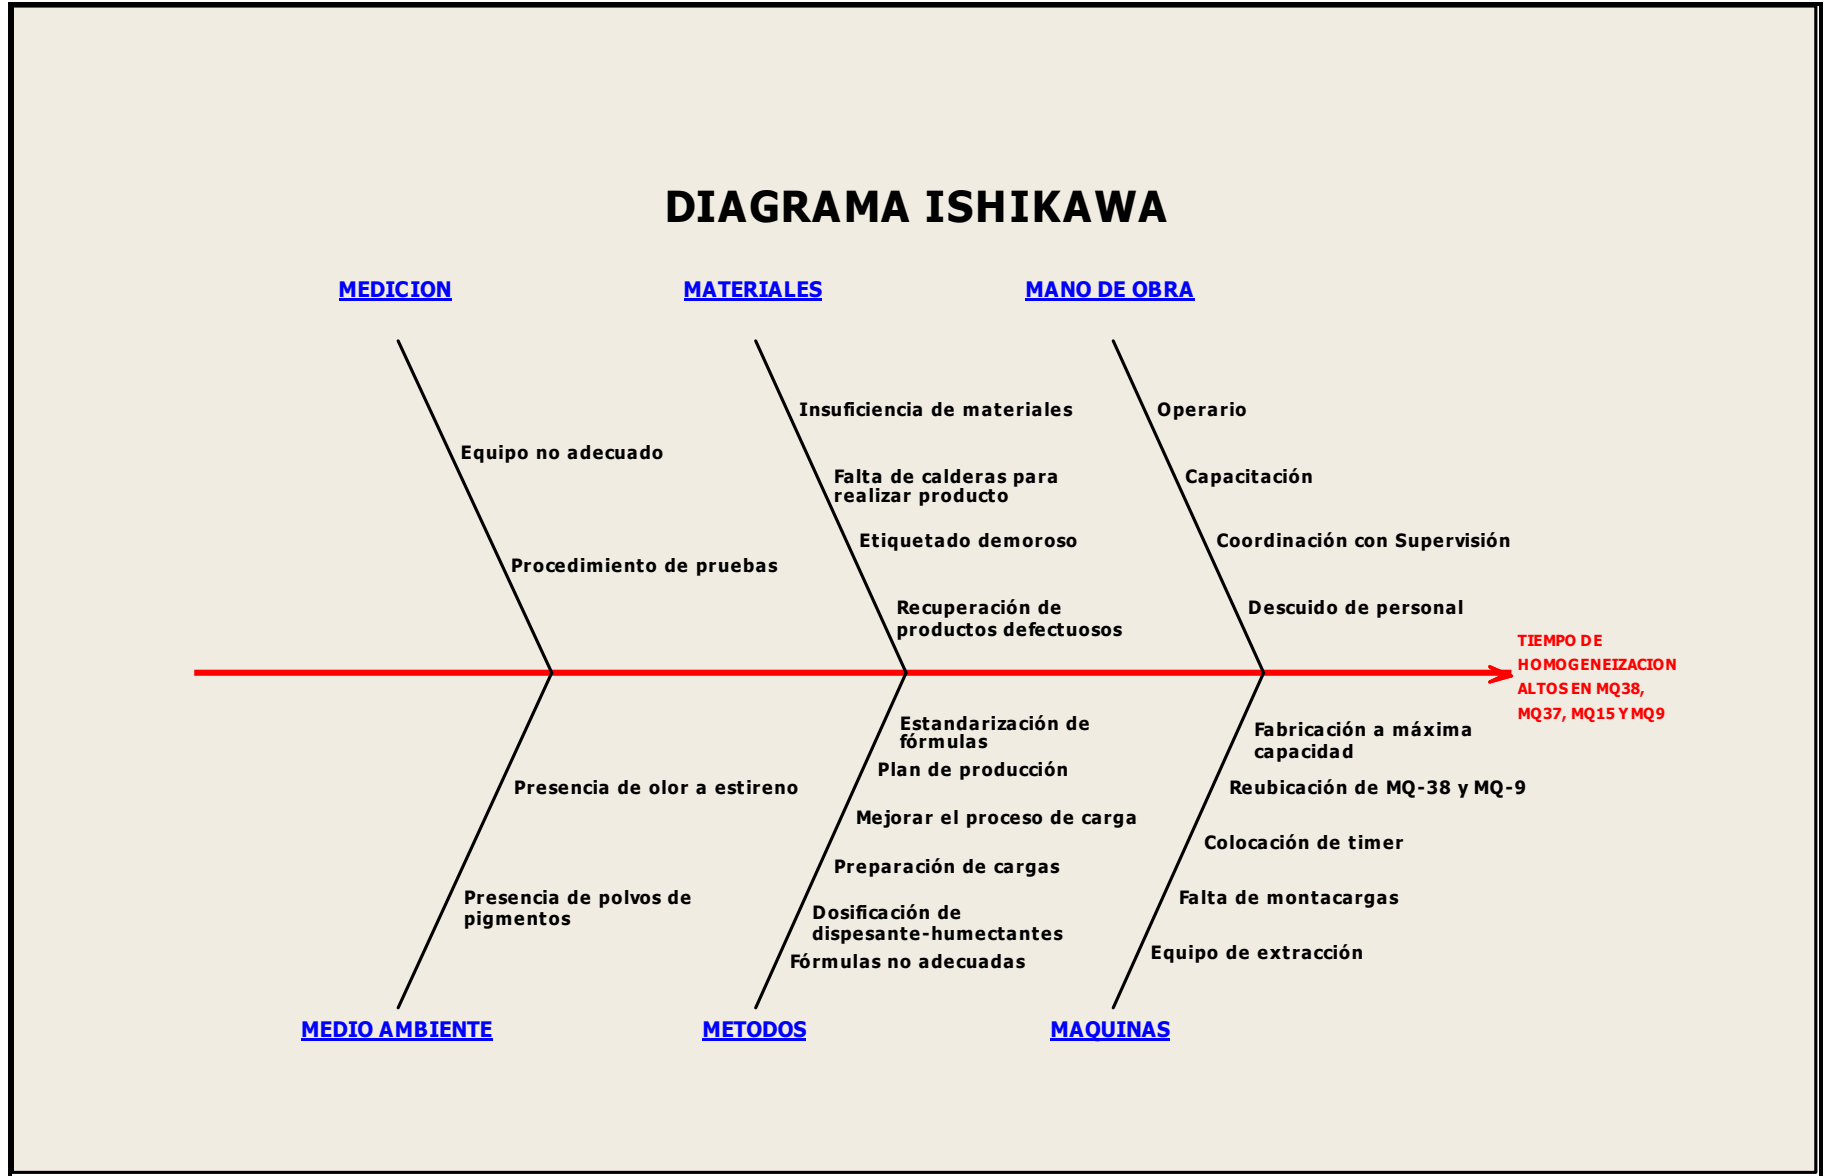 DIAGRAMA ISHIKAWA
MEDICION
MATERIALES
MANO DE OBRA
Equipo no adecuado
Procedimiento de pruebas
Insuficiencia de materiales
Falta de calderas para
realizar producto
Etiquetado demoroso
Recuperación de
productos defectuosos
Operario
Capacitación
Coordinación con Supervisión
Descuido de personal
TIEMPO DE
HOMOGENEIZACION
ALTOS EN MQ38,
MQ37, MQ15 Y MQ9
Presencia de olor a estireno
Presencia de polvos de
pigmentos
Estandarización de
fórmulas
Plan de producción
Mejorar el proceso de carga
Preparación de cargas
Dosificación de
dispesante-humectantes
Fórmulas no adecuadas
Fabricación a máxima
capacidad
Reubicación de MQ-38 y MQ-9
Colocación de timer
Falta de montacargas
Equipo de extracción
MEDIO AMBIENTE
METODOS
MAQUINAS